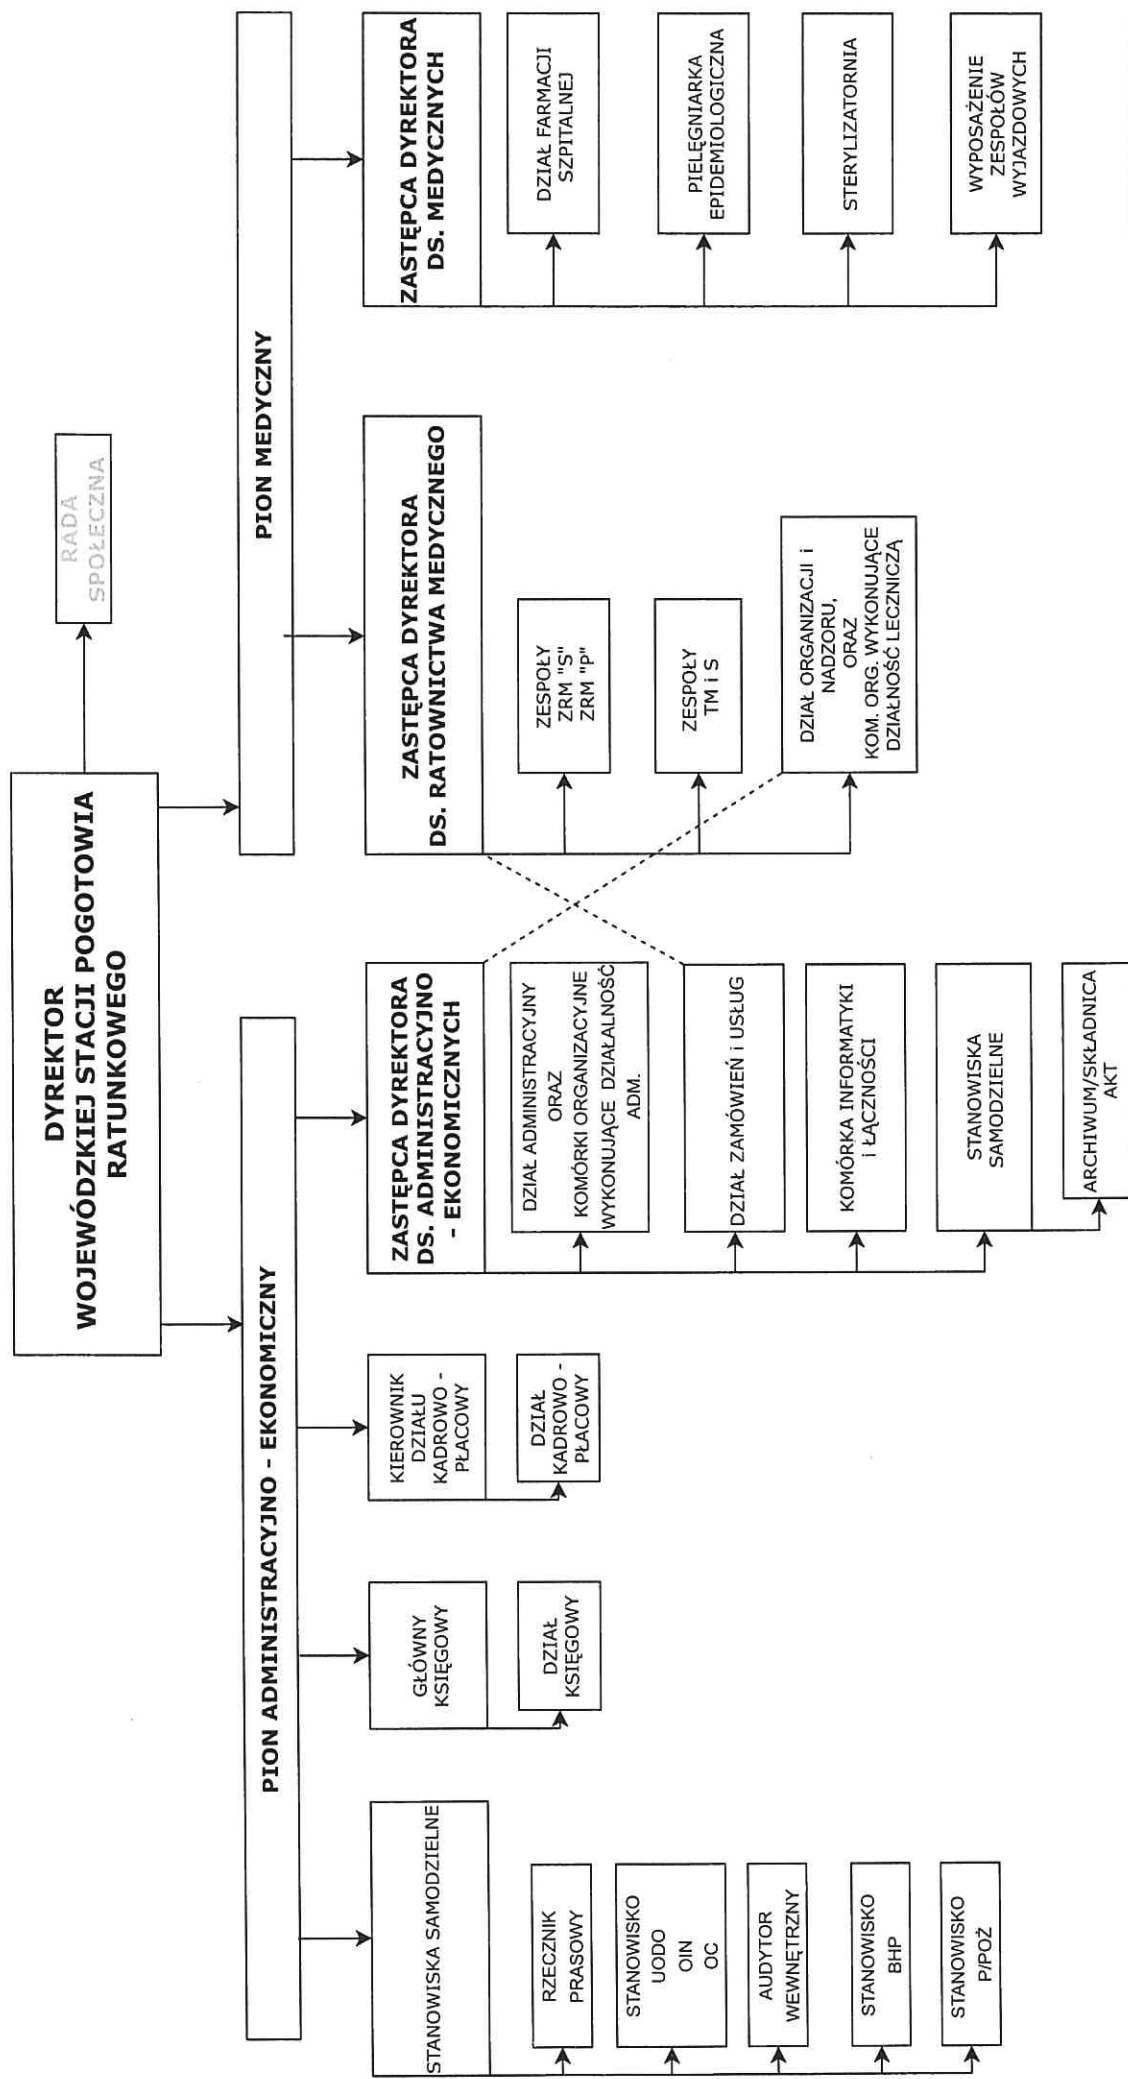 DYREKTOR
WOJEWÓDZKIEJ STACJI POGOTOWIA
RATUNKOWEGO
RADA
SPOŁECZNA
PION ADMINISTRACYJNO - EKONOMICZNY
PION MEDYCZNY
STANOWISKA SAMODZIELNE
RZECZNIK
PRASOWY
STANOWISKO
UODO
OIN
OC
AUDYTOR
WEWNĘTRZNY
STANOWISKO
BHP
STANOWISKO
P/POŻ
GŁÓWNY
KSIĘGOWY
DZIAŁ
KSIĘGOWY
KIEROWNIK
DZIAŁU
KADROWO -
PŁACOWY
DZIAŁ
KADROWO -
PŁACOWY
ZASTĘPCA DYREKTORA
DS. ADMINISTRACYJNO
- EKONOMICZNYCH
DZIAŁ ADMINISTRACYJNY
ORAZ
KOMÓRKI ORGANIZACYJNE
WYKONUJĄCE DZIAŁALNOŚĆ
ADM.
DZIAŁ ZAMÓWIEŃ i USŁUG
KOMÓRKA INFORMATYKI
i ŁĄCZNOŚCI
STANOWISKA
SAMODZIELNE
ARCHIWUM/SKŁADNICA
AKT
ZASTĘPCA DYREKTORA
DS. RATOWNICTWA MEDYCZNEGO
ZESPOŁY
ZRM "S"
ZRM "P"
ZESPOŁY
TM i S
DZIAŁ ORGANIZACJI i
NADZORU,
ORAZ
KOM. ORG. WYKONUJĄCE
DZIAŁNOŚĆ LECZNICZĄ
ZASTĘPCA DYREKTORA
DS. MEDYCZNYCH
DZIAŁ FARMACJI
SZPITALNEJ
PIELĘGNIARKA
EPIDEMIOLOGICZNA
STERYLIZATORNIA
WYPOSAŻENIE
ZESPOŁÓW
WYJAZDOWYCH